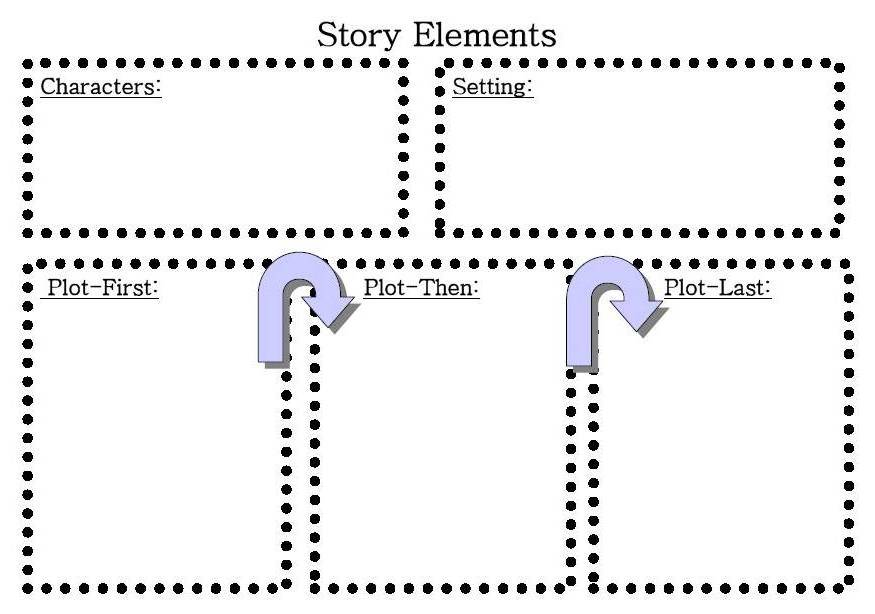 Story Elements
Characters:
Setting:
Plot-First:
Plot-Then:
Plot-Last: